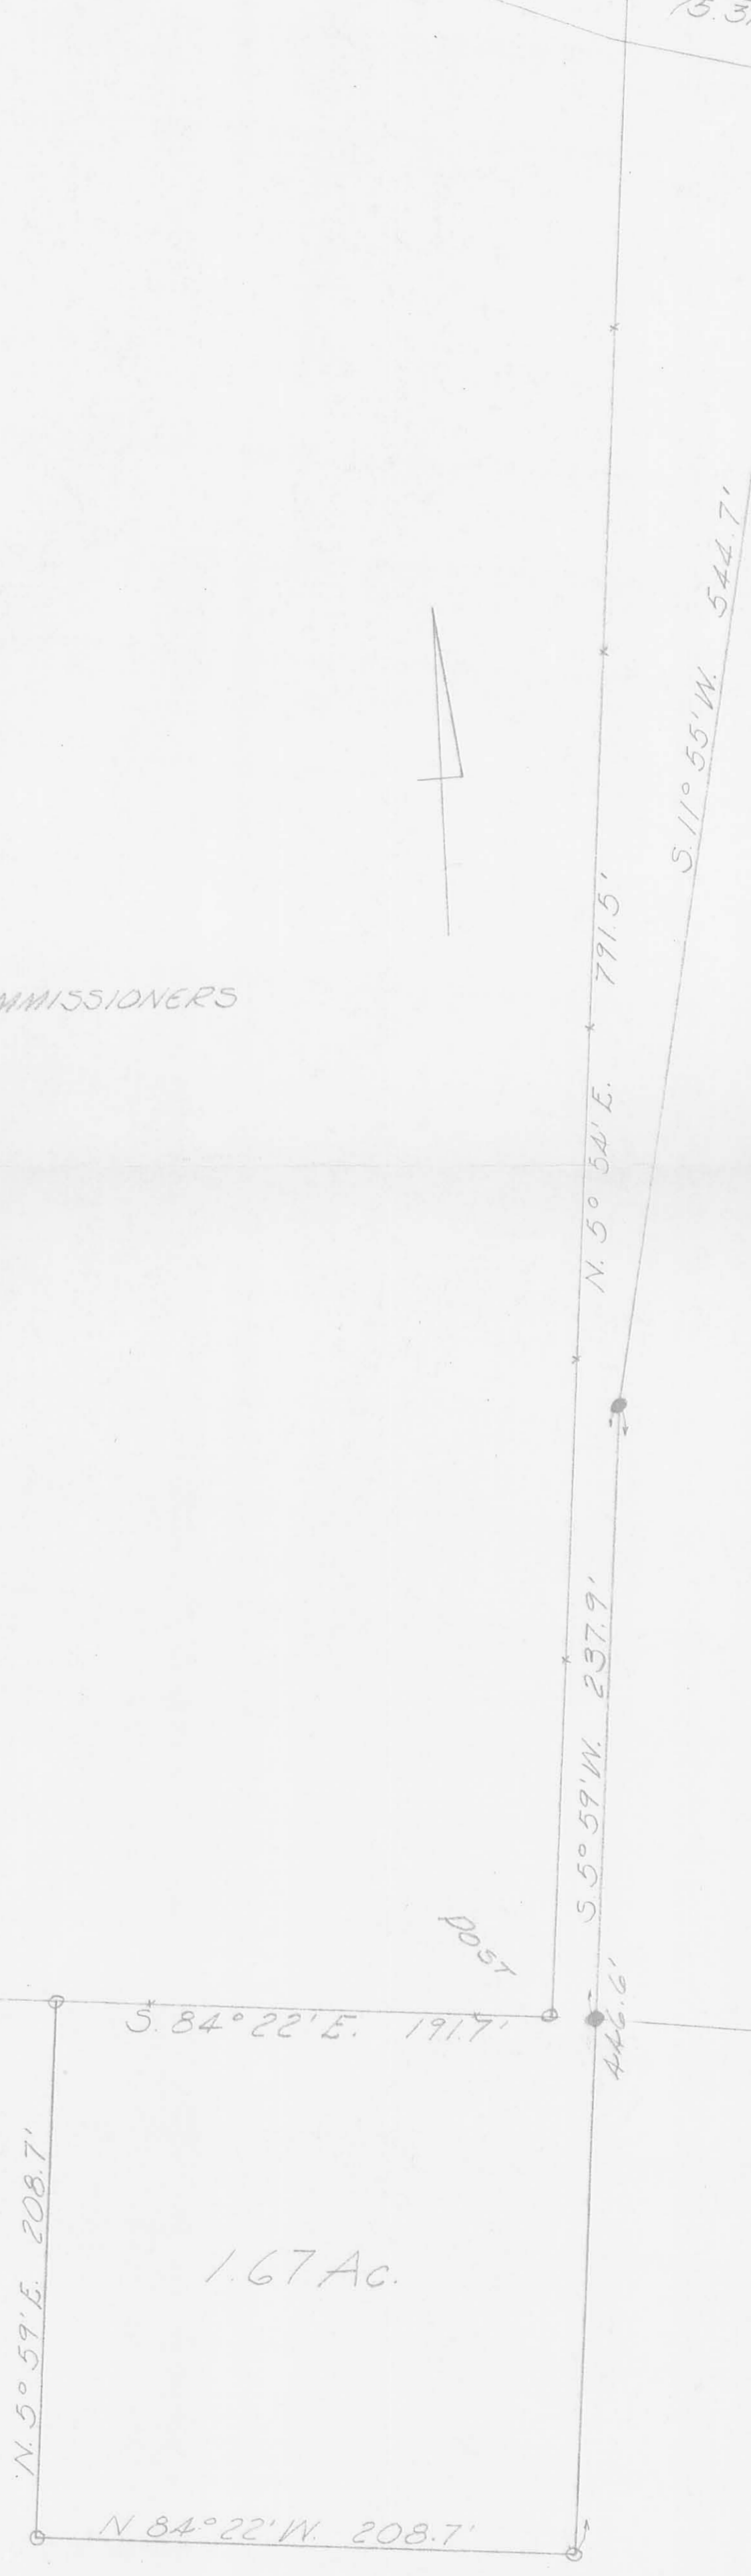 S. 11° 55' W. 544.7'
N. 5° 54' E. 791.5'
S. 5° 59' W. 237.9'
POST
S. 84° 22' E. 191.7'
446.6'
N. 5° 59' E. 208.7'
1.67 Ac.
N 84° 22' W. 208.7'